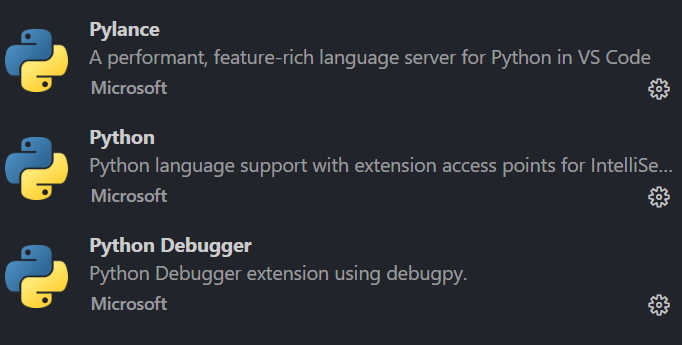 Pylance
A performant, feature-rich language server for Python in VS Code
Microsoft
Python
Python language support with extension access points for IntelliSe...
Microsoft
Python Debugger
Python Debugger extension using debugpy.
Microsoft